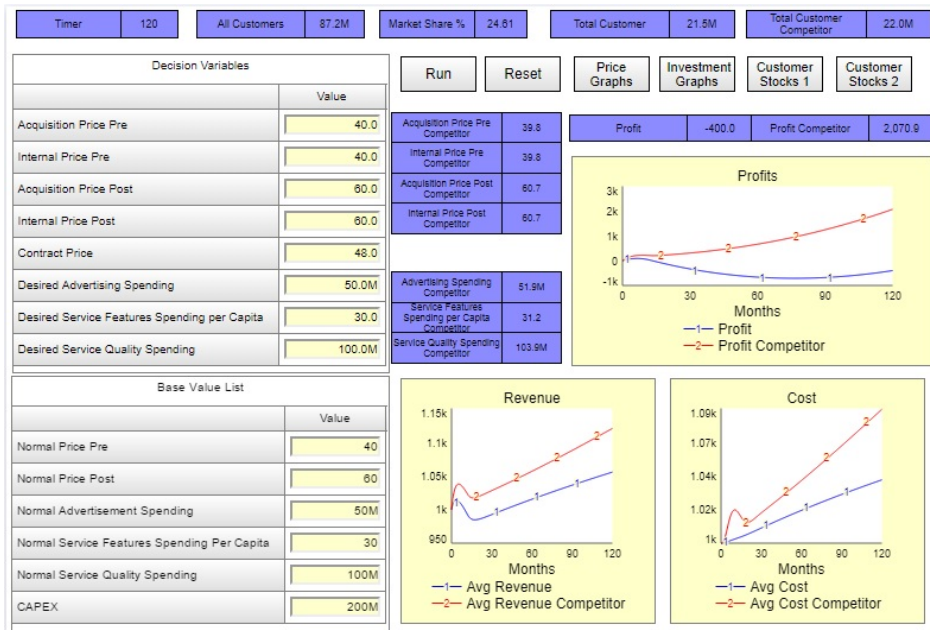 Timer 120 All Customers 87.2M Market Share % 24.61 Total Customer 21.5M Total Customer Competitor 22.0M
Decision Variables
Value
Acquisition Price Pre 40.0
Internal Price Pre 40.0
Acquisition Price Post 60.0
Internal Price Post 60.0
Contract Price 48.0
Desired Advertising Spending 50.0M
Desired Service Features Spending per Capita 30.0
Desired Service Quality Spending 100.0M
Run Reset Price Graphs Investment Graphs Customer Stocks 1 Customer Stocks 2
Acquisition Price Pre Competitor 39.8
Internal Price Pre Competitor 39.8
Acquisition Price Post Competitor 60.7
Internal Price Post Competitor 60.7
Advertising Spending Competitor 51.9M
Service Features Spending per Capita Competitor 31.2
Service Quality Spending Competitor 103.9M
Profit -400.0 Profit Competitor 2,070.9
Profits
3k
2k
1k
0
-1k
0 30 60 90 120
Months
1 Profit
2 Profit Competitor
Base Value List
Value
Normal Price Pre 40
Normal Price Post 60
Normal Advertisement Spending 50M
Normal Service Features Spending Per Capita 30
Normal Service Quality Spending 100M
CAPEX 200M
Revenue
1.15k
1.1k
1.05k
1k
950
0 30 60 90 120
Months
1 Avg Revenue
2 Avg Revenue Competitor
Cost
1.09k
1.07k
1.04k
1.02k
1k
0 30 60 90 120
Months
1 Avg Cost
2 Avg Cost Competitor